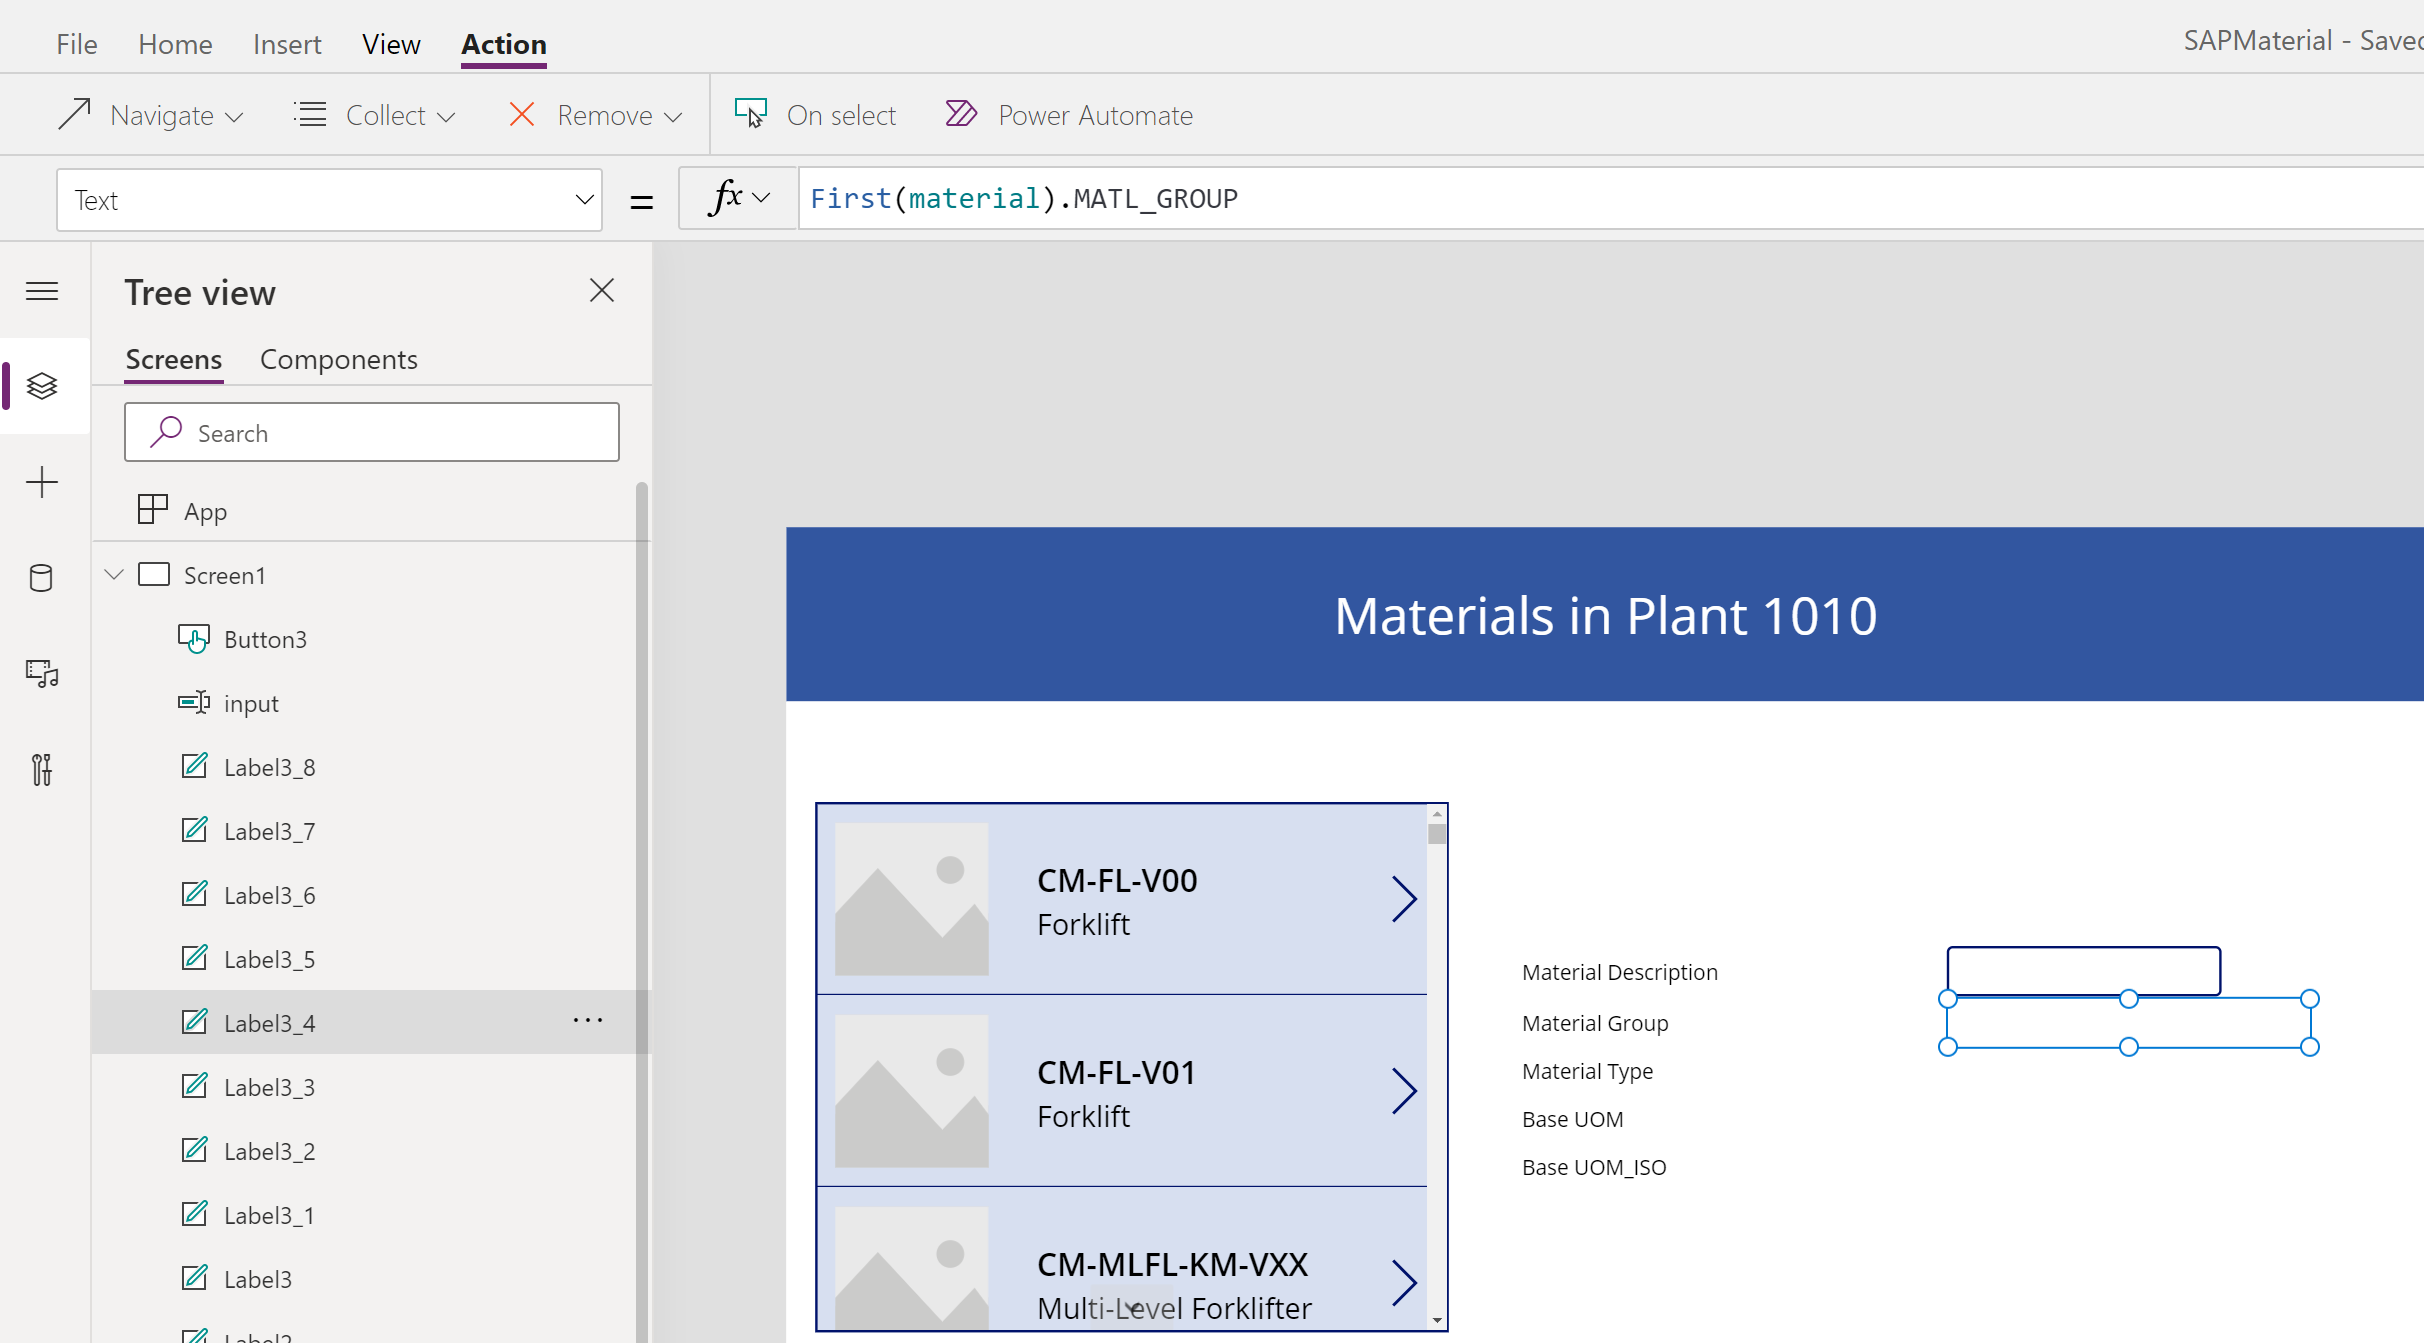 File Home Insert View Action
SAPMaterial - Saved
Navigate Collect Remove On select Power Automate
Text = fx First(material).MATL_GROUP
Tree view
Screens Components
Search
App
Screen1
Button3
input
Label3_8
Label3_7
Label3_6
Label3_5
Label3_4 ...
Label3_3
Label3_2
Label3_1
Label3
Materials in Plant 1010
CM-FL-V00
Forklift
CM-FL-V01
Forklift
CM-MLFL-KM-VXX
Multi-Level Forklifter
Material Description
Material Group
Material Type
Base UOM
Base UOM_ISO